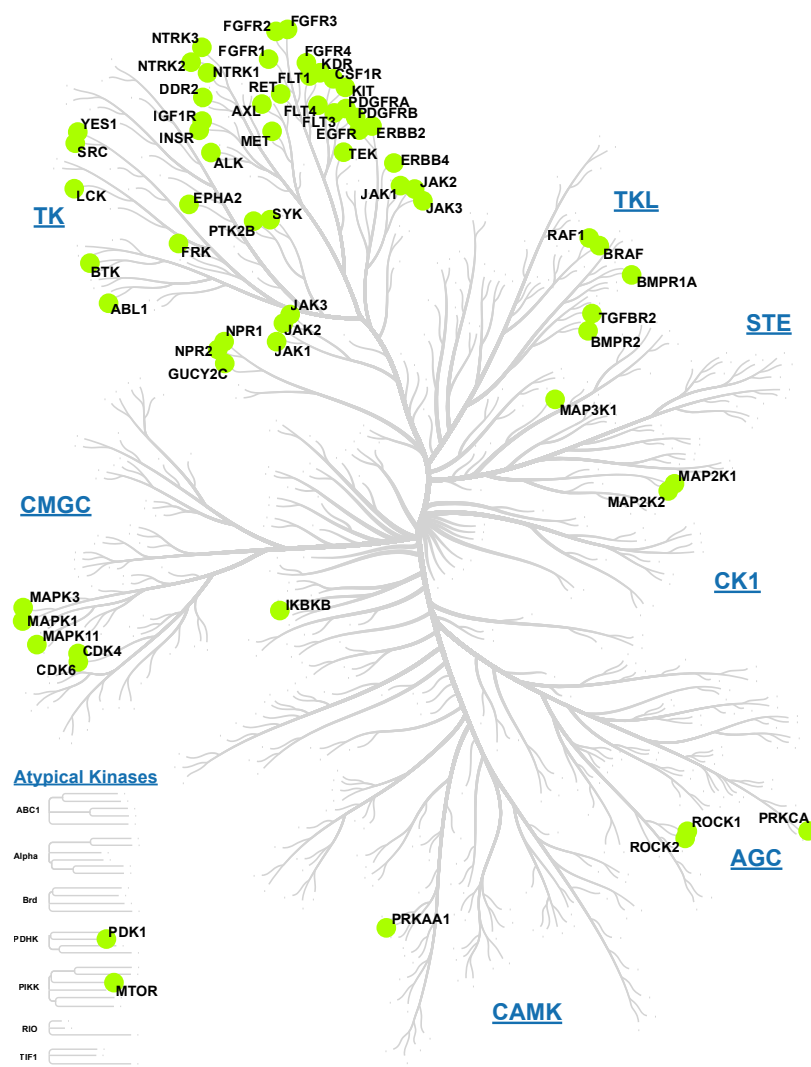 FGFR2
FGFR3
NTRK3
FGFR1
FGFR4
NTRK2
KDR
NTRK1
FLT1
CSF1R
DDR2
RET
KIT
AXL
FLT4
PDGFRA
IGF1R
PDGFRB
YES1
FLT3
INSR
MET
EGFR
ERBB2
SRC
ALK
TEK
ERBB4
JAK2
LCK
EPHA2
JAK1
TKL
JAK3
TK
SYK
PTK2B
RAF1
FRK
BRAF
BTK
BMPR1A
ABL1
JAK3
TGFBR2
STE
NPR1
JAK2
NPR2
JAK1
BMPR2
GUCY2C
MAP3K1
MAP2K1
CMGC
MAP2K2
CK1
MAPK3
IKBKB
MAPK1
MAPK11
CDK4
CDK6
Atypical Kinases
ABC1
ROCK1
PRKCA
ROCK2
Alpha
AGC
Brd
PRKAA1
PDK1
PDHK
PIKK
MTOR
CAMK
RIO
TIF1